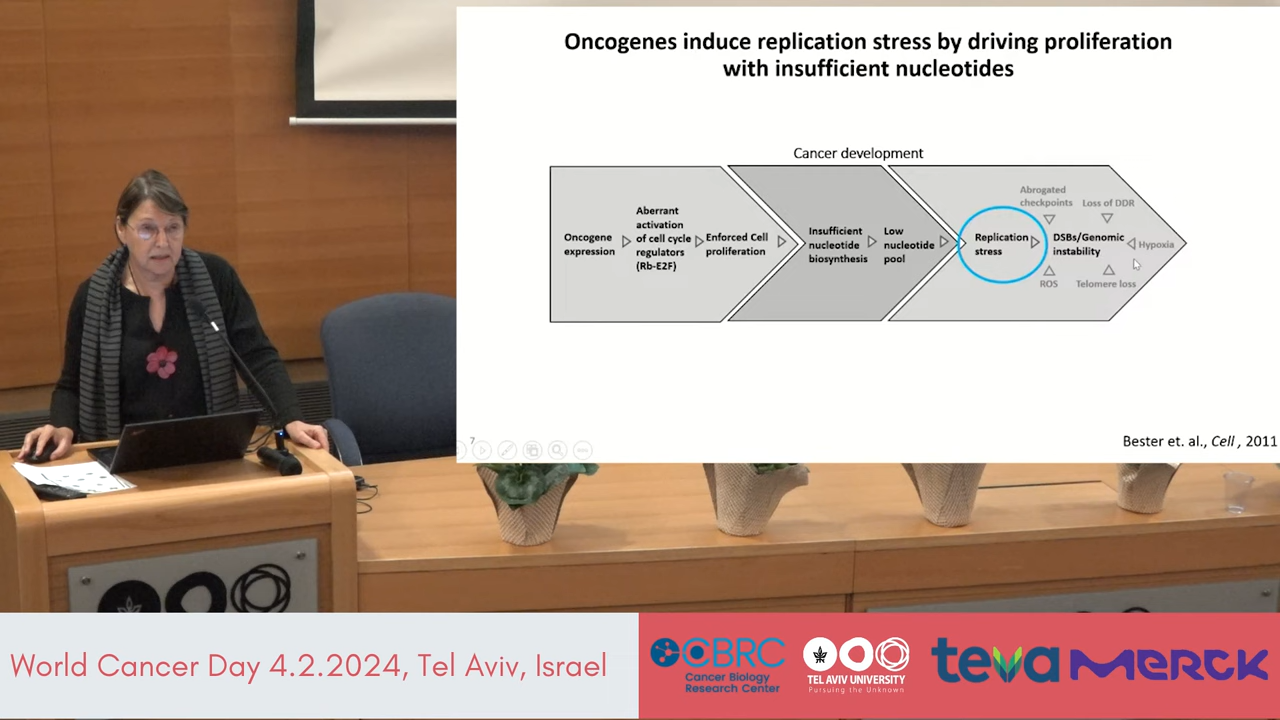 Oncogenes induce replication stress by driving proliferation
with insufficient nucleotides
Cancer development
Oncogene
expression
Aberrant
activation
of cell cycle
regulators
(Rb-E2F)
Enforced Cell
proliferation
Insufficient
nucleotide
biosynthesis
Low
nucleotide
pool
Replication
stress
Abrogated
checkpoints
Loss of DDR
DSBs/Genomic
instability
Hypoxia
ROS
Telomere loss
7
Bester et. al., Cell , 2011
World Cancer Day 4.2.2024, Tel Aviv, Israel
CBRC
Cancer Biology
Research Center
TEL AVIV UNIVERSITY
Pursuing the Unknown
teva
MERCK